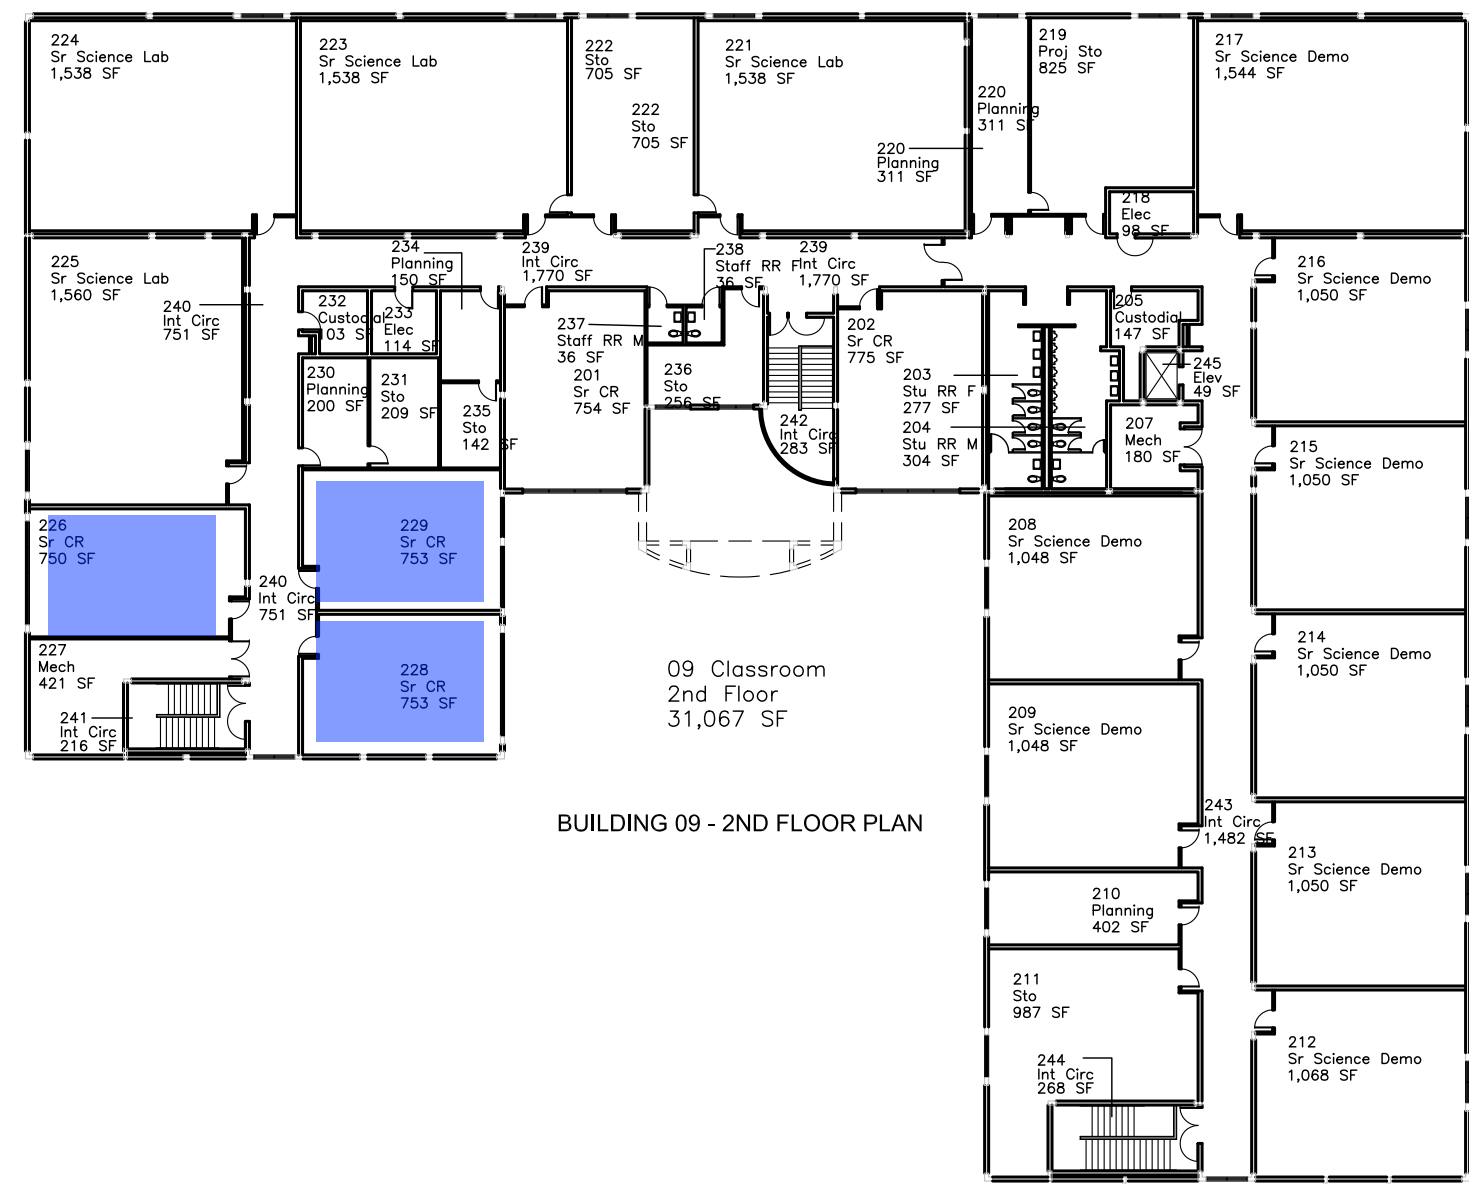 224
Sr Science Lab
1,538 SF
223
Sr Science Lab
1,538 SF
222
Sto
705 SF
222
Sto
705 SF
221
Sr Science Lab
1,538 SF
220
Planning
311 SF
220
Planning
311 SF
219
Proj Sto
825 SF
217
Sr Science Demo
1,544 SF
218
Elec
98 SF
225
Sr Science Lab
1,560 SF
240
Int Circ
751 SF
234
Planning
150 SF
239
Int Circ
1,770 SF
238
Staff RR F
36 SF
239
Int Circ
1,770 SF
216
Sr Science Demo
1,050 SF
232
Custodial
103 SF
233
Elec
114 SF
237
Staff RR M
36 SF
201
Sr CR
754 SF
236
Sto
256 SF
202
Sr CR
775 SF
203
Stu RR F
277 SF
204
Stu RR M
304 SF
205
Custodial
147 SF
245
Elev
49 SF
207
Mech
180 SF
230
Planning
200 SF
231
Sto
209 SF
235
Sto
142 SF
242
Int Circ
283 SF
215
Sr Science Demo
1,050 SF
226
Sr CR
750 SF
229
Sr CR
753 SF
240
Int Circ
751 SF
208
Sr Science Demo
1,048 SF
214
Sr Science Demo
1,050 SF
227
Mech
421 SF
228
Sr CR
753 SF
241
Int Circ
216 SF
09 Classroom
2nd Floor
31,067 SF
209
Sr Science Demo
1,048 SF
BUILDING 09 - 2ND FLOOR PLAN
243
Int Circ
1,482 SF
213
Sr Science Demo
1,050 SF
210
Planning
402 SF
211
Sto
987 SF
244
Int Circ
268 SF
212
Sr Science Demo
1,068 SF